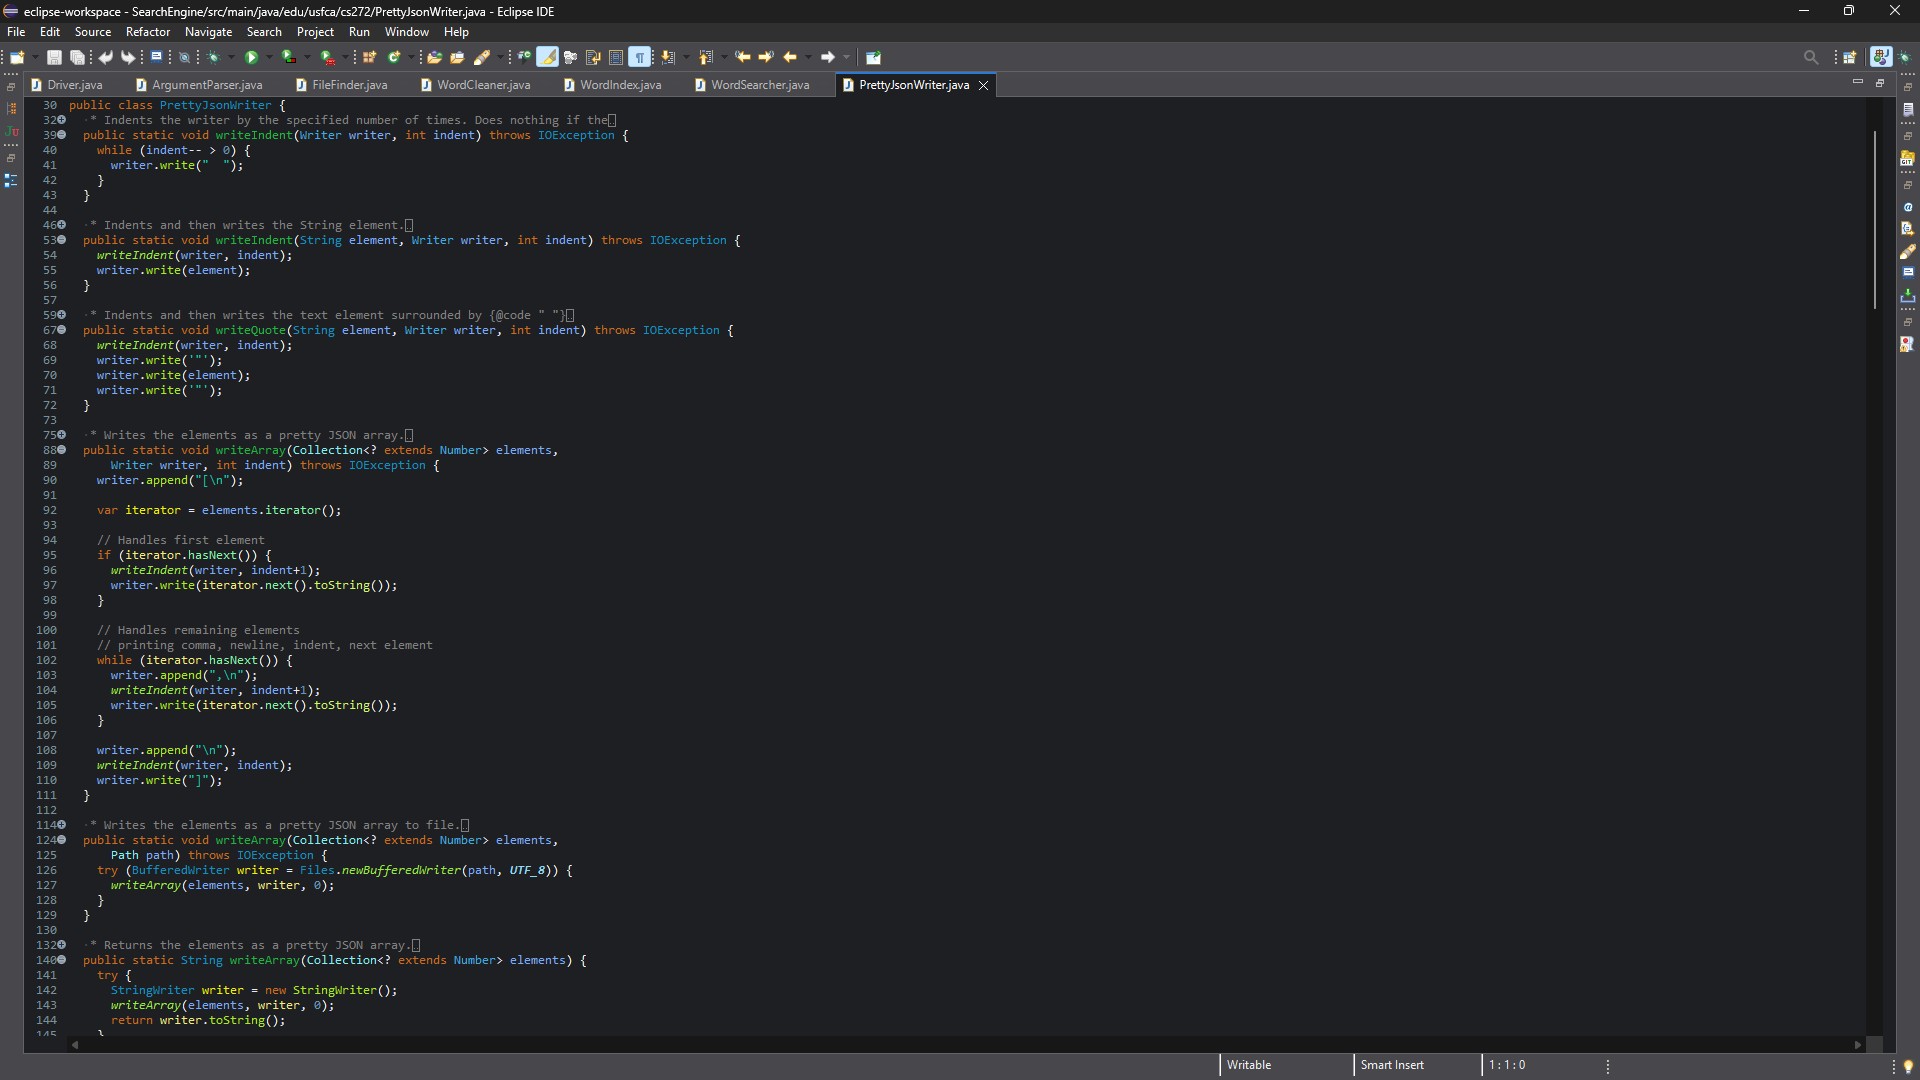 eclipse-workspace - SearchEngine/src/main/java/edu/usfca/cs272/PrettyJsonWriter.java - Eclipse IDE
File Edit Source Refactor Navigate Search Project Run Window Help
Driver.java ArgumentParser.java FileFinder.java WordCleaner.java WordIndex.java WordSearcher.java PrettyJsonWriter.java
30 public class PrettyJsonWriter {
32 * Indents the writer by the specified number of times. Does nothing if the
39 public static void writeIndent(Writer writer, int indent) throws IOException {
40 while (indent-- > 0) {
41 writer.write("  ");
42 }
43 }
44
46 * Indents and then writes the String element.
53 public static void writeIndent(String element, Writer writer, int indent) throws IOException {
54 writeIndent(writer, indent);
55 writer.write(element);
56 }
57
59 * Indents and then writes the text element surrounded by {@code " "}
67 public static void writeQuote(String element, Writer writer, int indent) throws IOException {
68 writeIndent(writer, indent);
69 writer.write('"');
70 writer.write(element);
71 writer.write('"');
72 }
73
75 * Writes the elements as a pretty JSON array.
88 public static void writeArray(Collection<? extends Number> elements,
89 Writer writer, int indent) throws IOException {
90 writer.append("[\n");
91
92 var iterator = elements.iterator();
93
94 // Handles first element
95 if (iterator.hasNext()) {
96 writeIndent(writer, indent+1);
97 writer.write(iterator.next().toString());
98 }
99
100 // Handles remaining elements
101 // printing comma, newline, indent, next element
102 while (iterator.hasNext()) {
103 writer.append(",\n");
104 writeIndent(writer, indent+1);
105 writer.write(iterator.next().toString());
106 }
107
108 writer.append("\n");
109 writeIndent(writer, indent);
110 writer.write("]");
111 }
112
114 * Writes the elements as a pretty JSON array to file.
124 public static void writeArray(Collection<? extends Number> elements,
125 Path path) throws IOException {
126 try (BufferedWriter writer = Files.newBufferedWriter(path, UTF_8)) {
127 writeArray(elements, writer, 0);
128 }
129 }
130
132 * Returns the elements as a pretty JSON array.
140 public static String writeArray(Collection<? extends Number> elements) {
141 try {
142 StringWriter writer = new StringWriter();
143 writeArray(elements, writer, 0);
144 return writer.toString();
145 }
Writable Smart Insert 1 : 1 : 0